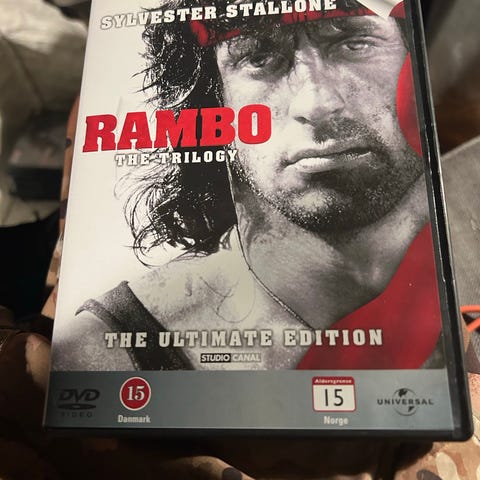 SYLVESTER STALLONE
RAMBO
THE TRILOGY
THE ULTIMATE EDITION
STUDIO CANAL
DVD
VIDEO
15
Danmark
Aldersgrense
15
Norge
UNIVERSAL